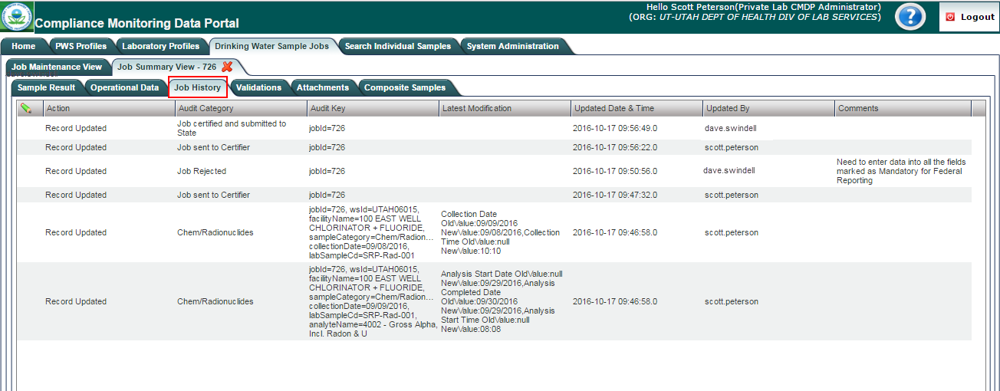 Hello Scott Peterson(Private Lab CMDP Administrator)
(ORG: UT-UTAH DEPT OF HEALTH DIV OF LAB SERVICES)
Compliance Monitoring Data Portal
? Logout
Home PWS Profiles Laboratory Profiles Drinking Water Sample Jobs Search Individual Samples System Administration
Job Maintenance View Job Summary View - 726
Sample Result Operational Data Job History Validations Attachments Composite Samples
Action Audit Category Audit Key Latest Modification Updated Date & Time Updated By Comments
Record Updated Job certified and submitted to State jobId=726 2016-10-17 09:56:49.0 dave.swindell
Record Updated Job sent to Certifier jobId=726 2016-10-17 09:56:22.0 scott.peterson
Record Updated Job Rejected jobId=726 2016-10-17 09:50:56.0 dave.swindell
Need to enter data into all the fields
marked as Mandatory for Federal
Reporting
Record Updated Job sent to Certifier jobId=726 2016-10-17 09:47:32.0 scott.peterson
Record Updated Chem/Radionuclides
jobId=726, wsId=UTAH06015,
facilityName=100 EAST WELL
CHLORINATOR + FLUORIDE,
sampleCategory=Chem/Radion...
collectionDate=09/08/2016,
labSampleCd=SRP-Rad-001
Collection Date
OldValue:09/09/2016
NewValue:09/08/2016,Collection
Time OldValue:null
NewValue:10:10
2016-10-17 09:46:58.0 scott.peterson
Record Updated Chem/Radionuclides
jobId=726, wsId=UTAH06015,
facilityName=100 EAST WELL
CHLORINATOR + FLUORIDE,
sampleCategory=Chem/Radion...
collectionDate=09/09/2016,
labSampleCd=SRP-Rad-001,
analyteName=4002 - Gross Alpha,
Incl. Radon & U
Analysis Start Date OldValue:null
NewValue:09/29/2016,Analysis
Completed Date
OldValue:09/30/2016
NewValue:09/29/2016,Analysis
Start Time OldValue:null
NewValue:08:08
2016-10-17 09:46:58.0 scott.peterson